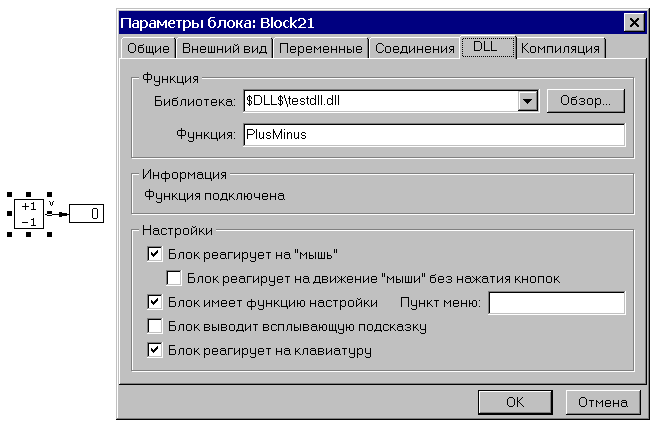 Параметры блока: Block21
Общие Внешний вид Переменные Соединения DLL Компиляция
Функция
Библиотека: $DLL$\testdll.dll Обзор...
Функция: PlusMinus
Информация
Функция подключена
+1 v 0
-1
Настройки
Блок реагирует на "мышь"
Блок реагирует на движение "мыши" без нажатия кнопок
Блок имеет функцию настройки Пункт меню:
Блок выводит всплывающую подсказку
Блок реагирует на клавиатуру
OK Отмена